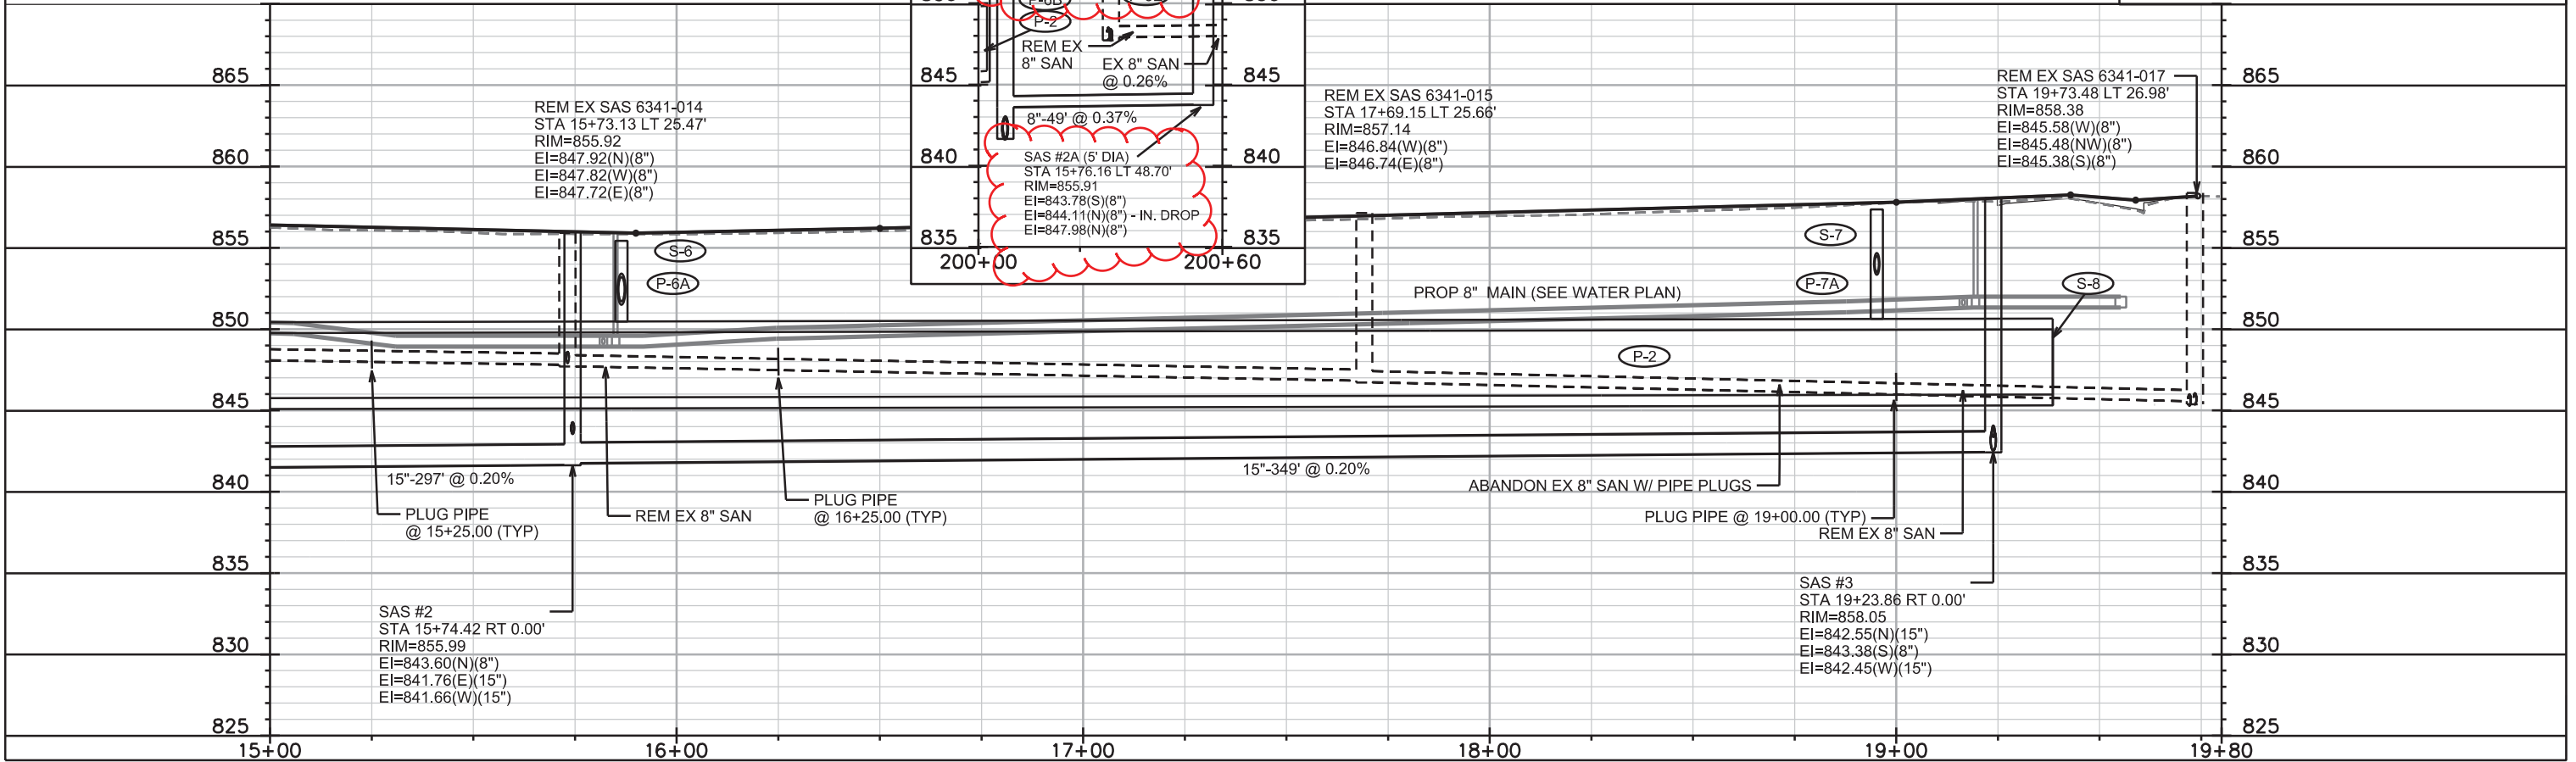 865
860
855
850
845
840
835
830
825
15+00
16+00
17+00
18+00
19+00
19+80
865
860
855
850
845
840
835
830
825
REM EX SAS 6341-014
STA 15+73.13 LT 25.47'
RIM=855.92
EI=847.92(N)(8")
EI=847.82(W)(8")
EI=847.72(E)(8")
S-6
P-6A
P-2
REM EX
8" SAN
EX 8" SAN
@ 0.26%
845
840
835
845
840
835
8"-49' @ 0.37%
SAS #2A (5' DIA)
STA 15+76.16 LT 48.70'
RIM=855.91
EI=843.78(S)(8")
EI=844.11(N)(8") - IN. DROP
EI=847.98(N)(8")
200+00
200+60
REM EX SAS 6341-015
STA 17+69.15 LT 25.66'
RIM=857.14
EI=846.84(W)(8")
EI=846.74(E)(8")
REM EX SAS 6341-017
STA 19+73.48 LT 26.98'
RIM=858.38
EI=845.58(W)(8")
EI=845.48(NW)(8")
EI=845.38(S)(8")
S-7
P-7A
S-8
PROP 8" MAIN (SEE WATER PLAN)
P-2
15"-297' @ 0.20%
15"-349' @ 0.20%
PLUG PIPE
@ 15+25.00 (TYP)
REM EX 8" SAN
PLUG PIPE
@ 16+25.00 (TYP)
ABANDON EX 8" SAN W/ PIPE PLUGS
PLUG PIPE @ 19+00.00 (TYP)
REM EX 8" SAN
SAS #2
STA 15+74.42 RT 0.00'
RIM=855.99
EI=843.60(N)(8")
EI=841.76(E)(15")
EI=841.66(W)(15")
SAS #3
STA 19+23.86 RT 0.00'
RIM=858.05
EI=842.55(N)(15")
EI=843.38(S)(8")
EI=842.45(W)(15")